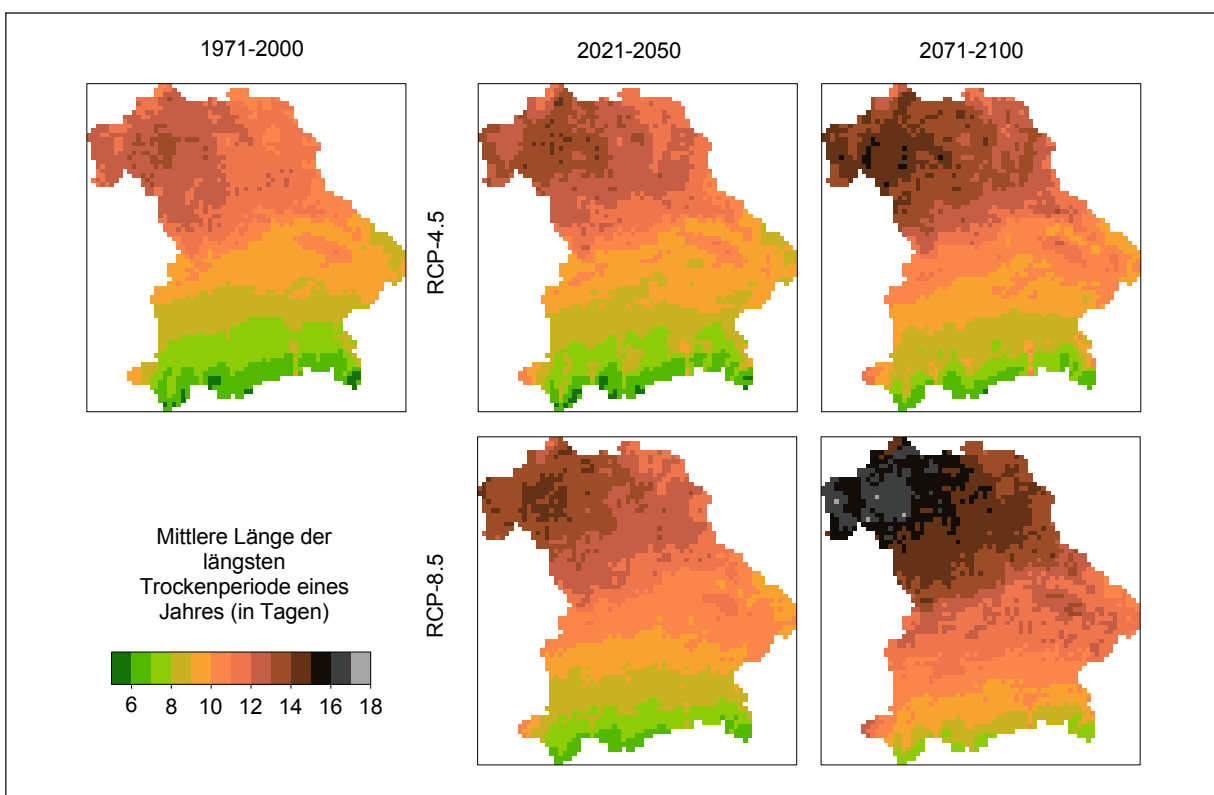 1971-2000
2021-2050
2071-2100
RCP-4.5
RCP-8.5
Mittlere Länge der
längsten
Trockenperiode eines
Jahres (in Tagen)
6 8 10 12 14 16 18